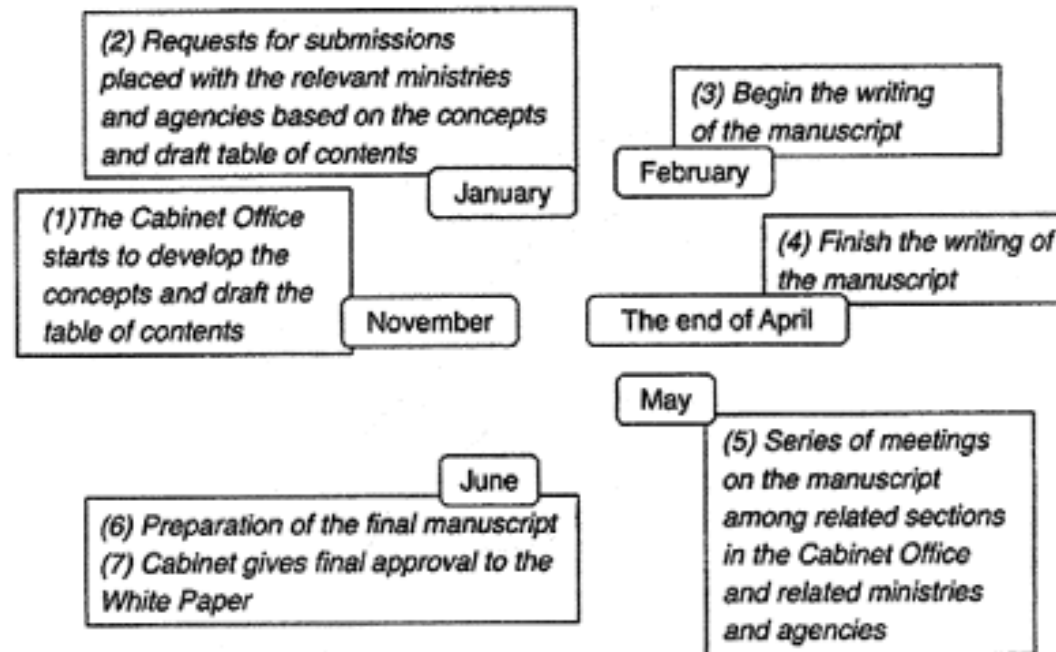 (2) Requests for submissions
placed with the relevant ministries
and agencies based on the concepts
and draft table of contents
January
(3) Begin the writing
of the manuscript
February
(1)The Cabinet Office
starts to develop the
concepts and draft the
table of contents
November
(4) Finish the writing of
the manuscript
The end of April
May
(5) Series of meetings
on the manuscript
among related sections
in the Cabinet Office
and related ministries
and agencies
June
(6) Preparation of the final manuscript
(7) Cabinet gives final approval to the
White Paper